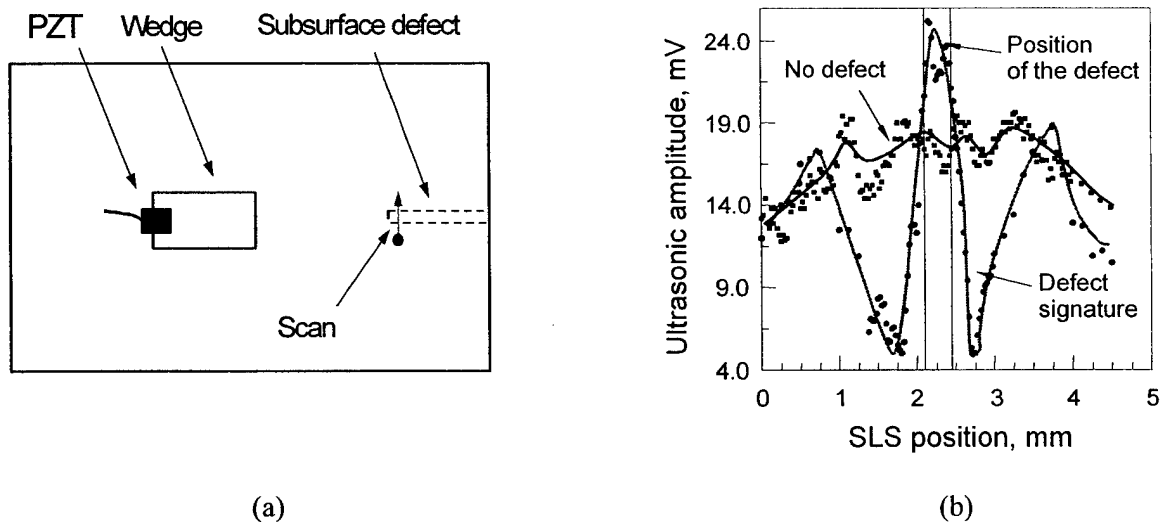 PZT
Wedge
Subsurface defect
Scan
(a)
Ultrasonic amplitude, mV
24.0
19.0
14.0
9.0
4.0
No defect
Position
of the defect
Defect
signature
0 1 2 3 4 5
SLS position, mm
(b)